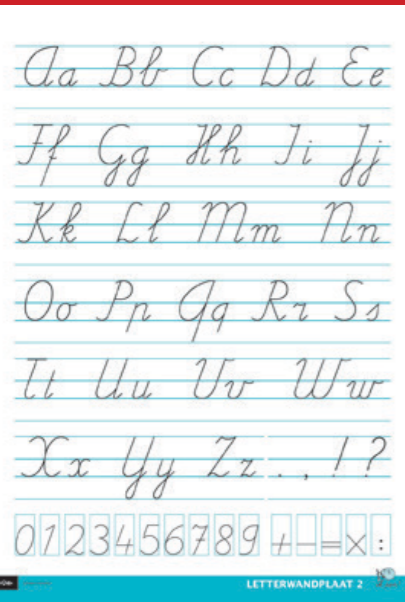 Aa Bb Cc Dd Ee
Ff Gg Hh Ii Jj
Kk Ll Mm Nn
Oo Pp Qq Rr Ss
Tt Uu Vv Ww
Xx Yy Zz . , ! ?
0 1 2 3 4 5 6 7 8 9 + - = × :
LETTERWANDPLAAT 2